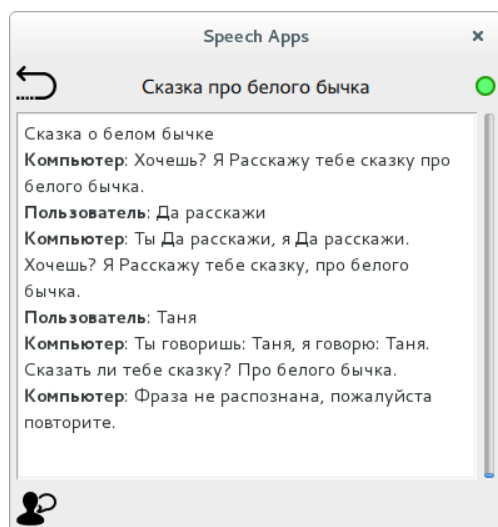 Speech Apps
Сказка про белого бычка
Сказка о белом бычке
Компьютер: Хочешь? Я Расскажу тебе сказку про
белого бычка.
Пользователь: Да расскажи
Компьютер: Ты Да расскажи, я Да расскажи.
Хочешь? Я Расскажу тебе сказку, про белого
бычка.
Пользователь: Таня
Компьютер: Ты говоришь: Таня, я говорю: Таня.
Сказать ли тебе сказку? Про белого бычка.
Компьютер: Фраза не распознана, пожалуйста
повторите.